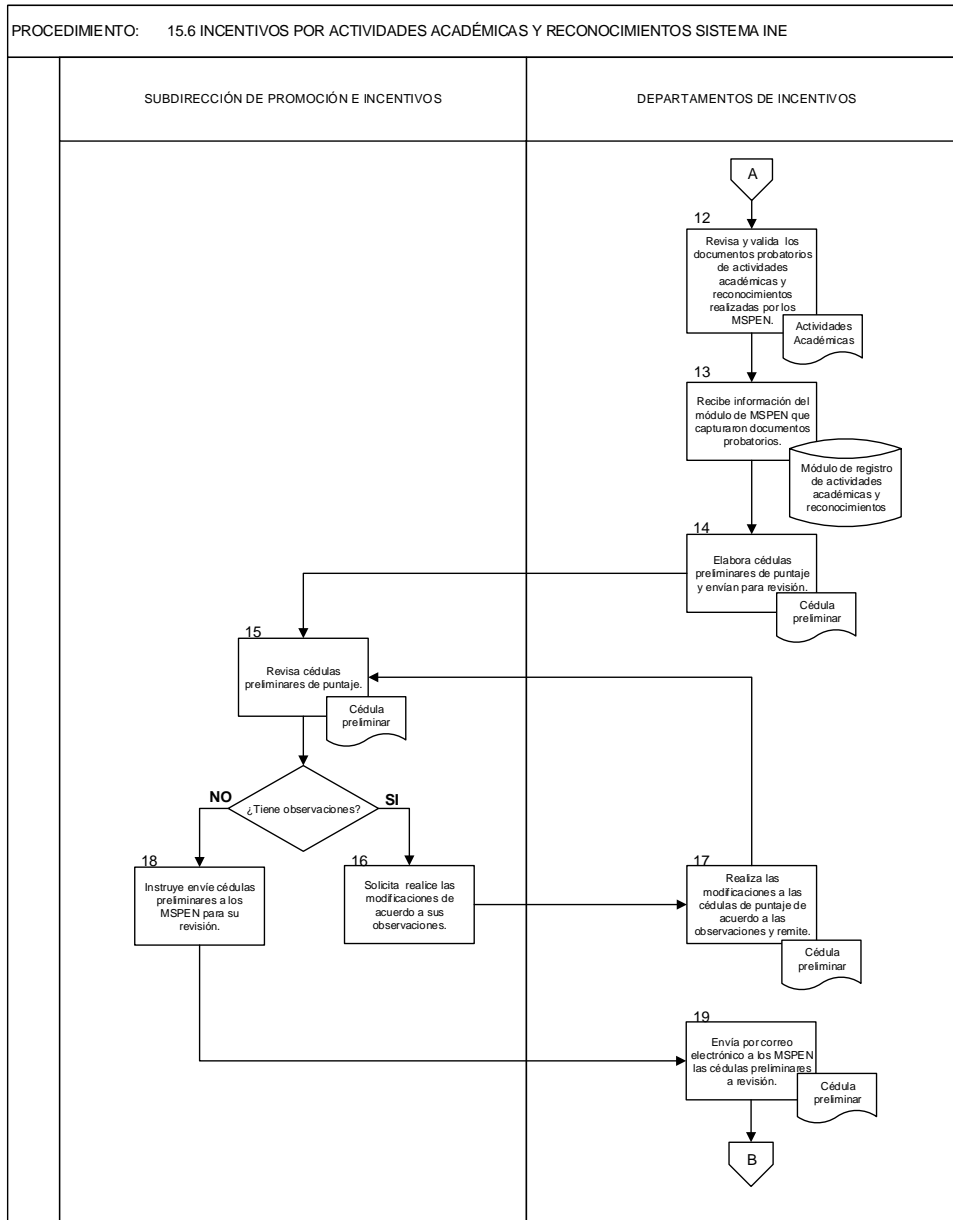 PROCEDIMIENTO: 15.6 INCENTIVOS POR ACTIVIDADES ACADÉMICAS Y RECONOCIMIENTOS SISTEMA INE
SUBDIRECCIÓN DE PROMOCIÓN E INCENTIVOS
DEPARTAMENTOS DE INCENTIVOS
A
12
Revisa y valida los
documentos probatorios
de actividades
académicas y
reconocimientos
realizadas por los
MSPEN.
Actividades
Académicas
13
Recibe información del
módulo de MSPEN que
capturaron documentos
probatorios.
Módulo de registro
de actividades
académicas y
reconocimientos
14
Elabora cédulas
preliminares de puntaje
y envían para revisión.
Cédula
preliminar
15
Revisa cédulas
preliminares de puntaje.
Cédula
preliminar
¿Tiene observaciones?
NO
SI
18
Instruye envíe cédulas
preliminares a los
MSPEN para su
revisión.
16
Solicita realice las
modificaciones de
acuerdo a sus
observaciones.
17
Realiza las
modificaciones a las
cédulas de puntaje de
acuerdo a las
observaciones y remite.
Cédula
preliminar
19
Envía por correo
electrónico a los MSPEN
las cédulas preliminares
a revisión.
Cédula
preliminar
B